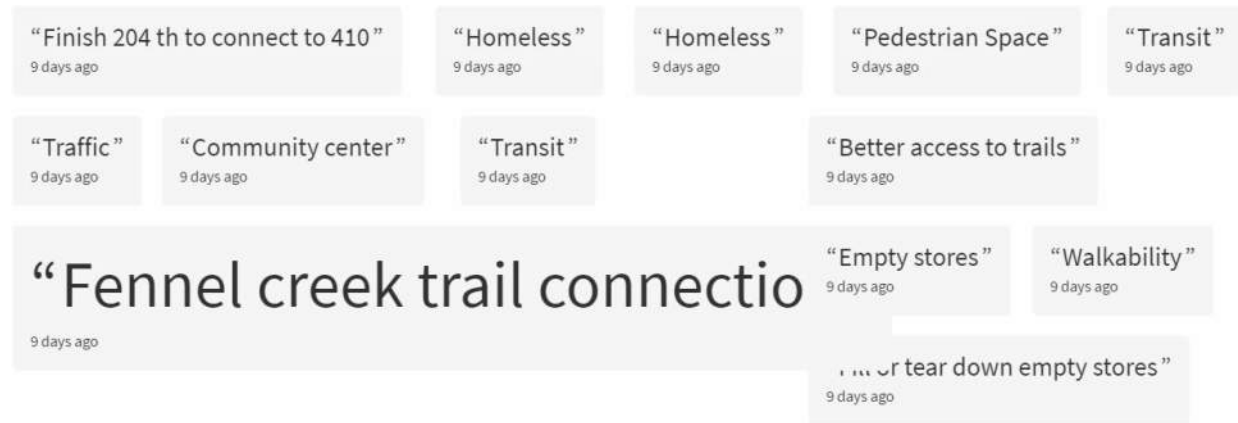 “Finish 204 th to connect to 410”
9 days ago
“Homeless”
9 days ago
“Homeless”
9 days ago
“Pedestrian Space”
9 days ago
“Transit”
9 days ago
“Traffic”
9 days ago
“Community center”
9 days ago
“Transit”
9 days ago
“Better access to trails”
9 days ago
“Fennel creek trail connectio
9 days ago
“Empty stores”
9 days ago
“Walkability”
9 days ago
or tear down empty stores”
9 days ago